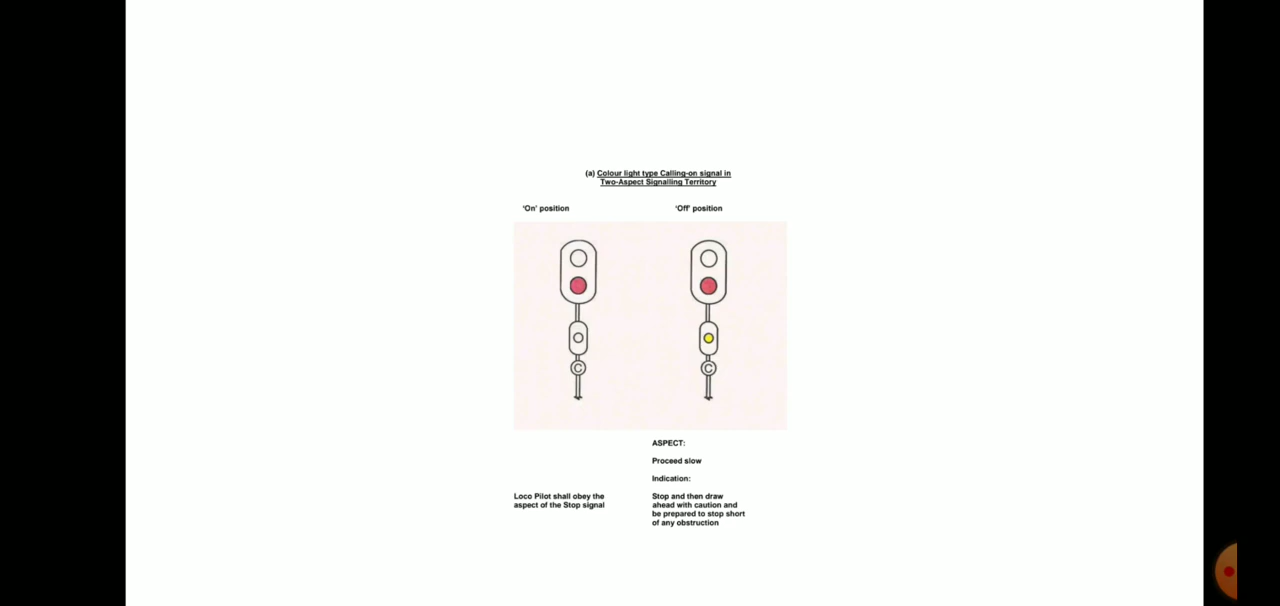 (a) Colour light type Calling-on signal in
Two-Aspect Signalling Territory
'On' position
'Off' position
C
C
ASPECT:
Proceed slow
Indication:
Loco Pilot shall obey the
aspect of the Stop signal
Stop and then draw
ahead with caution and
be prepared to stop short
of any obstruction